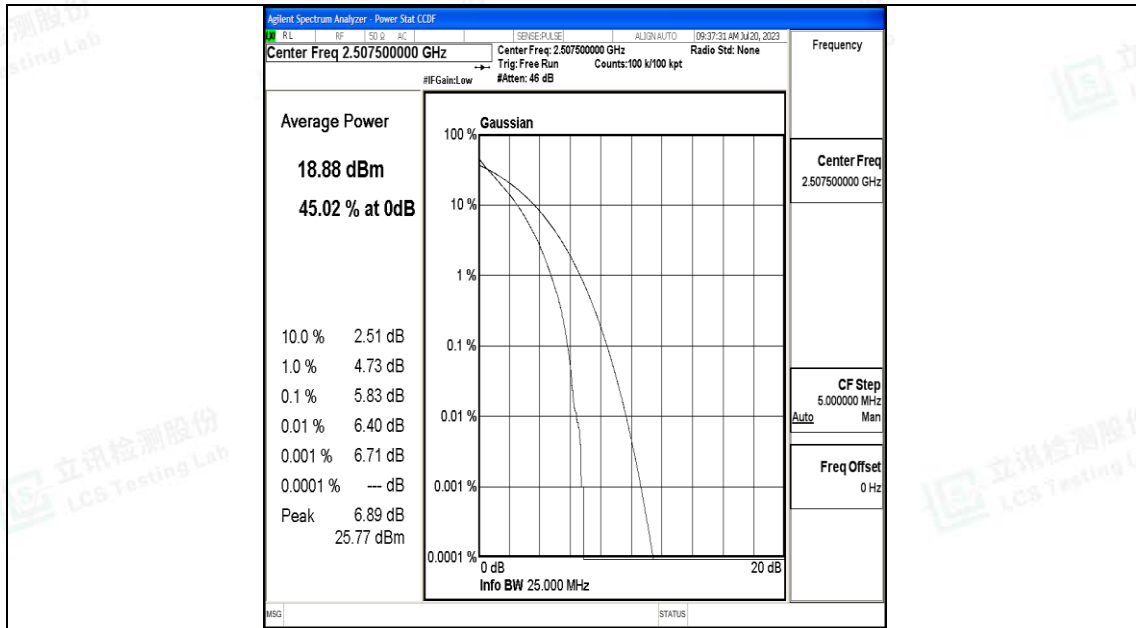 Agilent Spectrum Analyzer - Power Stat CCDF
RL RF 50 Ω AC SENSE:PULSE ALIGNAUTO 09:37:31 AM Jul 20, 2023
Center Freq 2.507500000 GHz
Center Freq: 2.507500000 GHz Radio Std: None
Trig: Free Run Counts:100 k/100 kpt
#IFGain:Low #Atten: 46 dB
Frequency
Average Power
18.88 dBm
45.02 % at 0dB
10.0 % 2.51 dB
1.0 % 4.73 dB
0.1 % 5.83 dB
0.01 % 6.40 dB
0.001 % 6.71 dB
0.0001 % --- dB
Peak 6.89 dB
25.77 dBm
Gaussian
100 %
10 %
1 %
0.1 %
0.01 %
0.001 %
0.0001 %
0 dB 20 dB
Info BW 25.000 MHz
Center Freq
2.507500000 GHz
CF Step
5.000000 MHz
Auto Man
Freq Offset
0 Hz
MSG STATUS
立讯检测股份
LCS Testing Lab
立讯检测股份
LCS Testing L